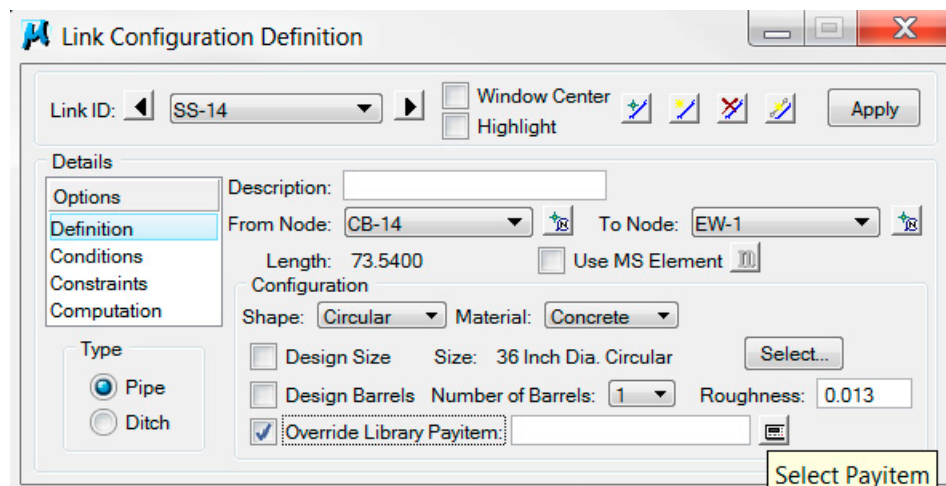 Link Configuration Definition
Link ID: SS-14 Window Center Apply
Highlight
Details
Options
Definition
Conditions
Constraints
Computation
Description:
From Node: CB-14 To Node: EW-1
Length: 73.5400 Use MS Element
Configuration
Shape: Circular Material: Concrete
Design Size Size: 36 Inch Dia. Circular Select...
Design Barrels Number of Barrels: 1 Roughness: 0.013
Override Library Payitem:
Type
Pipe
Ditch
Select Payitem